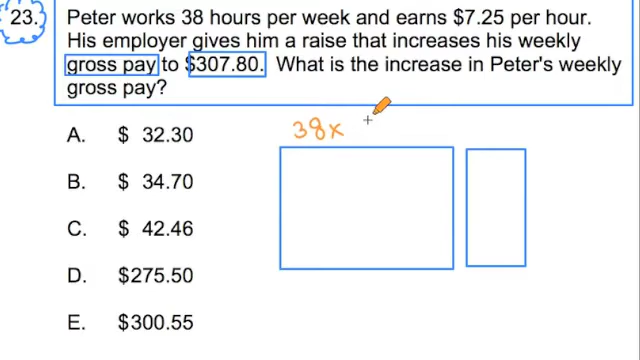 23. Peter works 38 hours per week and earns $7.25 per hour.
His employer gives him a raise that increases his weekly
gross pay to $307.80. What is the increase in Peter's weekly
gross pay?
A. $ 32.30
38x
B. $ 34.70
C. $ 42.46
D. $275.50
E. $300.55